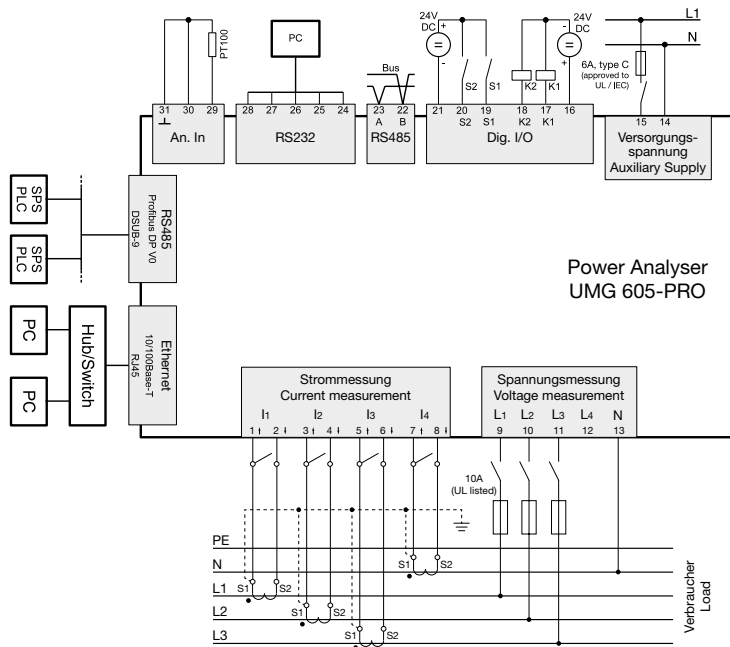 24V
DC
+
-
24V
DC
-
+
L1
N
PT100
PC
Bus
S2
S1
K2
K1
6A, type C
(approved to
UL / IEC)
31 30 29
An. In
28 27 26 25 24
RS232
23 22
A B
RS485
21 20 19 18 17 16
S2 S1 K2 K1
Dig. I/O
15 14
Versorgungs-
spannung
Auxiliary Supply
SPS
PLC
SPS
PLC
RS485
Profibus DP V0
DSUB-9
Power Analyser
UMG 605-PRO
PC
PC
Hub/Switch
Ethernet
10/100Base-T
RJ45
Strommessung
Current measurement
I1 I2 I3 I4
1 2 3 4 5 6 7 8
Spannungsmessung
Voltage measurement
L1 L2 L3 L4 N
9 10 11 12 13
10A
(UL listed)
PE
N
S1 S2
L1
S1 S2
L2
S1 S2
L3
S1 S2
Verbraucher
Load